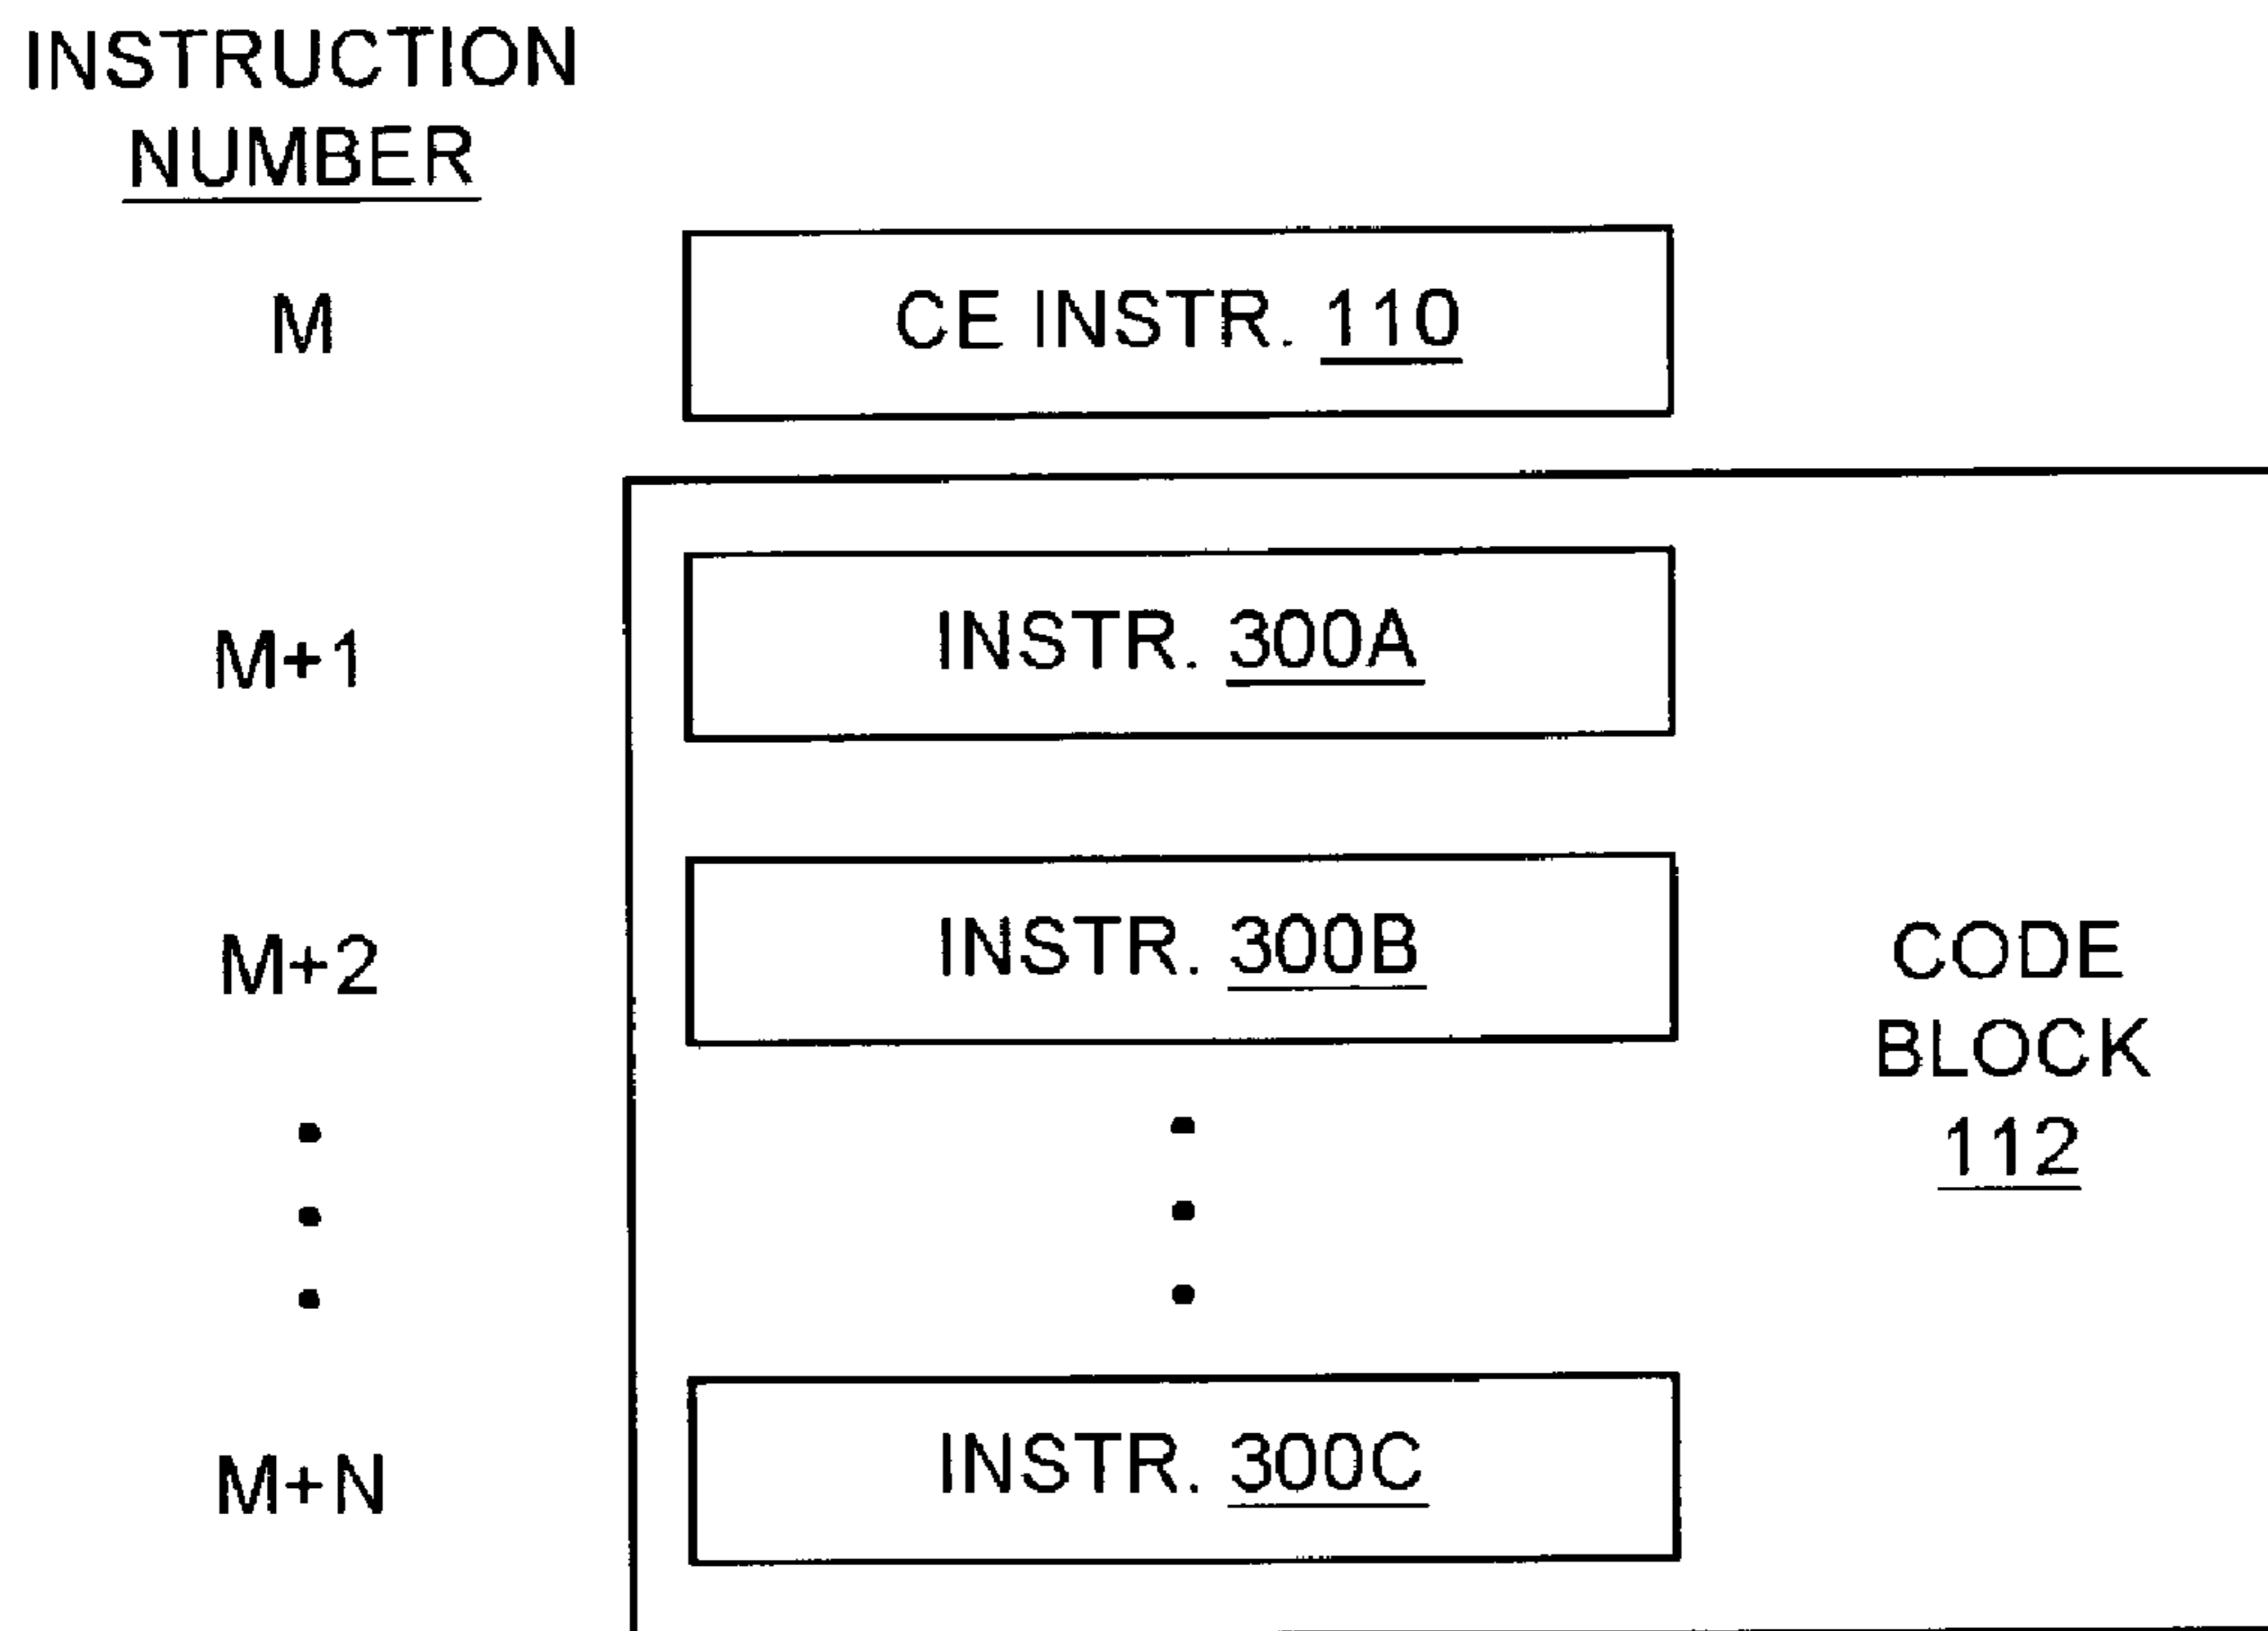 INSTRUCTION
NUMBER
M
CE INSTR. 110
M+1
INSTR. 300A
M+2
INSTR. 300B
CODE
BLOCK
112
M+N
INSTR. 300C